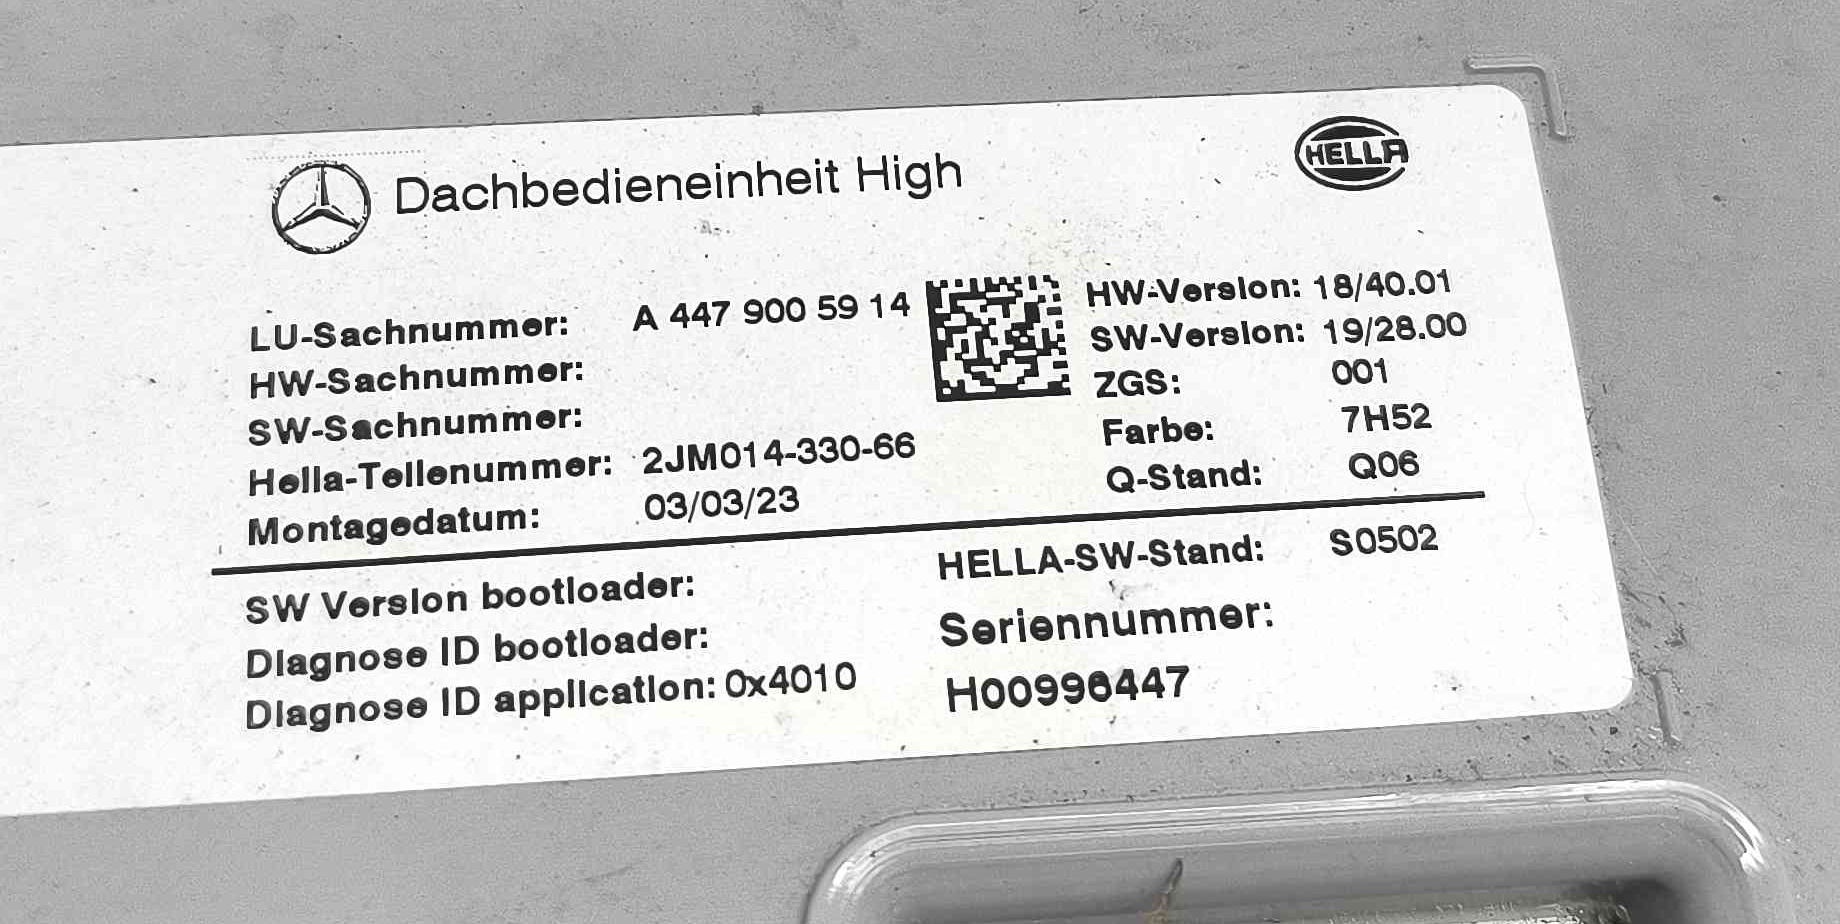 Dachbedieneinheit High
HELLA
LU-Sachnummer: A 447 900 59 14
HW-Sachnummer:
SW-Sachnummer:
Hella-Teilenummer: 2JM014-330-66
Montagedatum: 03/03/23
HW-Version: 18/40.01
SW-Version: 19/28.00
ZGS: 001
Farbe: 7H52
Q-Stand: Q06
SW Version bootloader:
Diagnose ID bootloader:
Diagnose ID application: 0x4010
HELLA-SW-Stand: S0502
Seriennummer:
H00996447